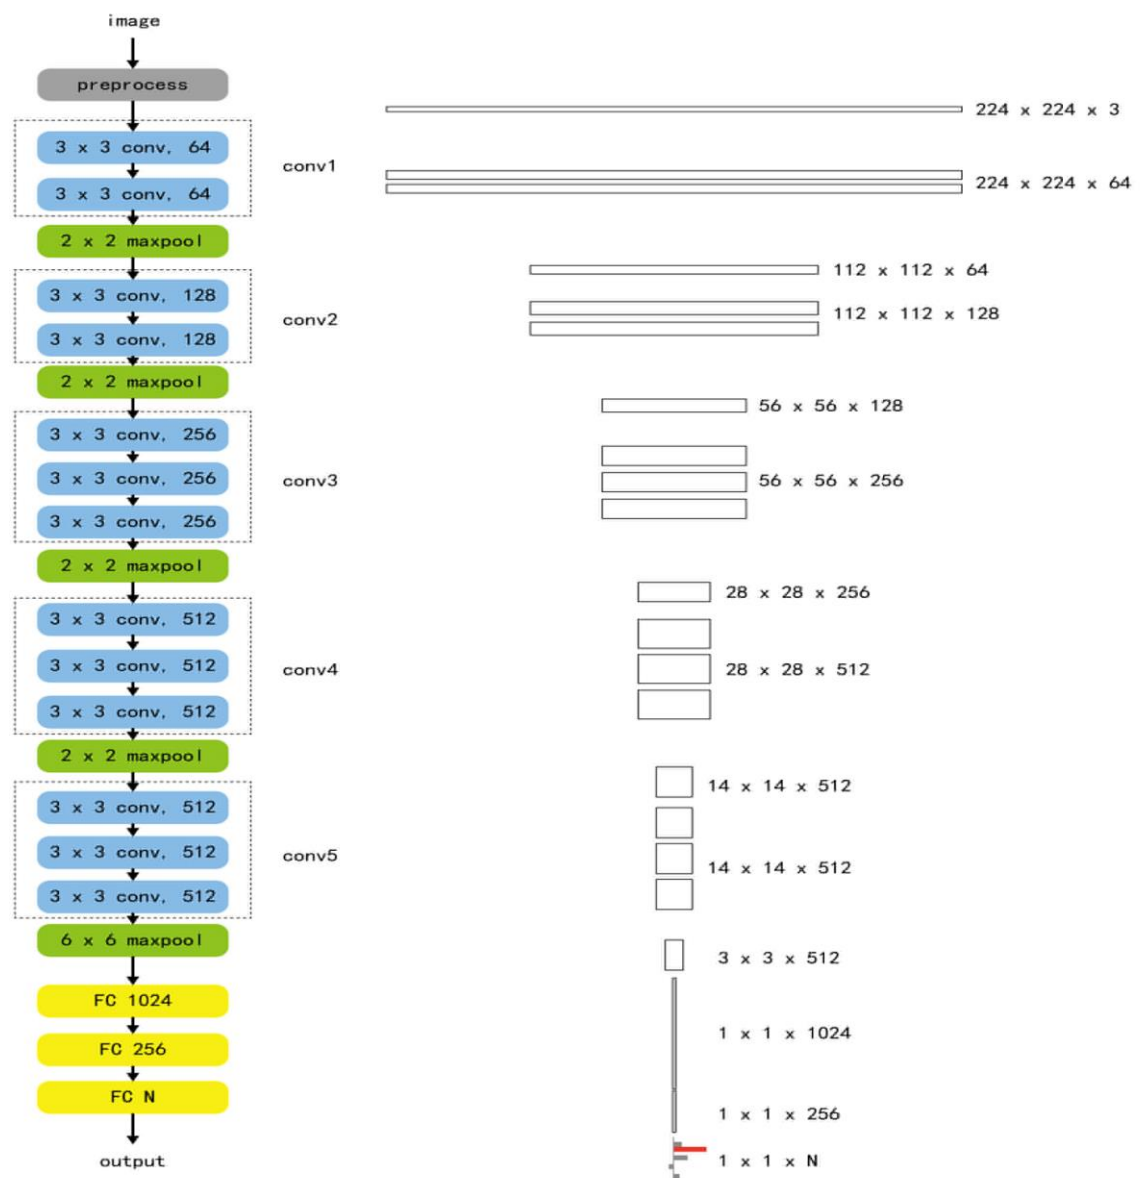 image
preprocess
224 x 224 x 3
3 x 3 conv, 64
conv1
3 x 3 conv, 64
224 x 224 x 64
2 x 2 maxpool
112 x 112 x 64
3 x 3 conv, 128
conv2
112 x 112 x 128
3 x 3 conv, 128
2 x 2 maxpool
56 x 56 x 128
3 x 3 conv, 256
3 x 3 conv, 256
conv3
56 x 56 x 256
3 x 3 conv, 256
2 x 2 maxpool
28 x 28 x 256
3 x 3 conv, 512
3 x 3 conv, 512
conv4
28 x 28 x 512
3 x 3 conv, 512
2 x 2 maxpool
14 x 14 x 512
3 x 3 conv, 512
3 x 3 conv, 512
conv5
14 x 14 x 512
3 x 3 conv, 512
6 x 6 maxpool
3 x 3 x 512
FC 1024
1 x 1 x 1024
FC 256
FC N
1 x 1 x 256
output
1 x 1 x N